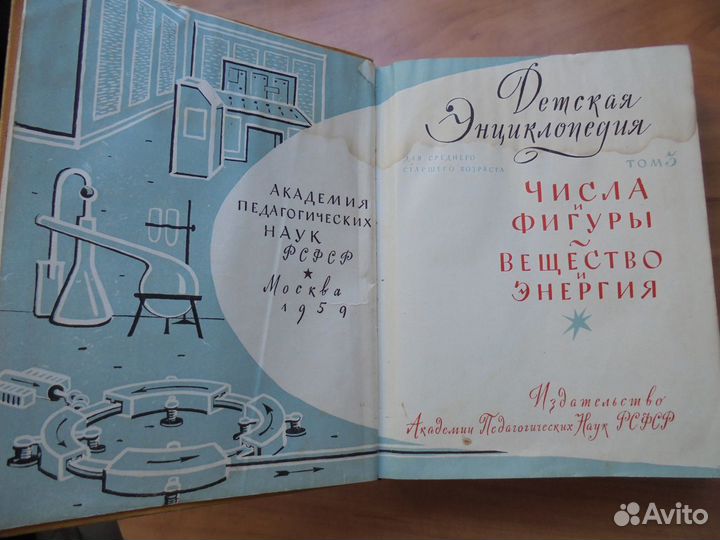 АКАДЕМИЯ
ПЕДАГОГИЧЕСКИХ
НАУК
РСФСР
Москва
1959
Детская
Энциклопедия
ДЛЯ СРЕДНЕГО
СТАРШЕГО ВОЗРАСТА
ТОМ 3
ЧИСЛА
И
ФИГУРЫ
~
ВЕЩЕСТВО
И
ЭНЕРГИЯ
Издательство
Академии Педагогических Наук РСФСР
Avito